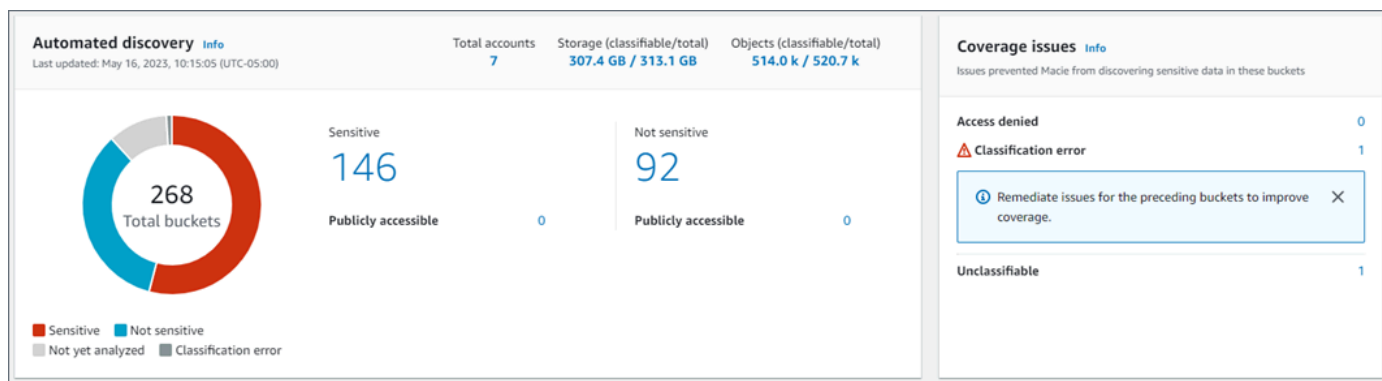 Automated discovery Info
Last updated: May 16, 2023, 10:15:05 (UTC-05:00)
Total accounts
7
Storage (classifiable/total)
307.4 GB / 313.1 GB
Objects (classifiable/total)
514.0 k / 520.7 k
268
Total buckets
Sensitive
146
Publicly accessible 0
Not sensitive
92
Publicly accessible 0
Sensitive Not sensitive
Not yet analyzed Classification error
Coverage issues Info
Issues prevented Macie from discovering sensitive data in these buckets
Access denied 0
Classification error 1
Remediate issues for the preceding buckets to improve
coverage.
Unclassifiable 1